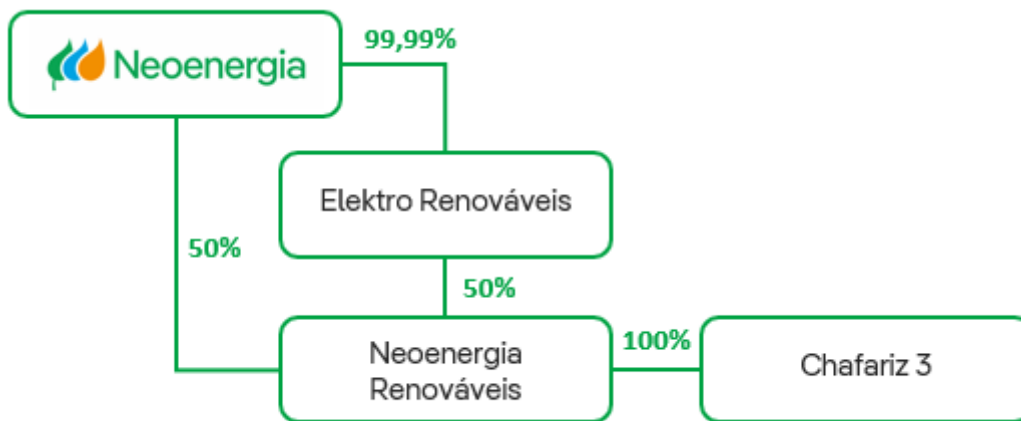 99,99%
Neoenergia
Elektro Renováveis
50%
50%
Neoenergia
Renováveis
100%
Chafariz 3